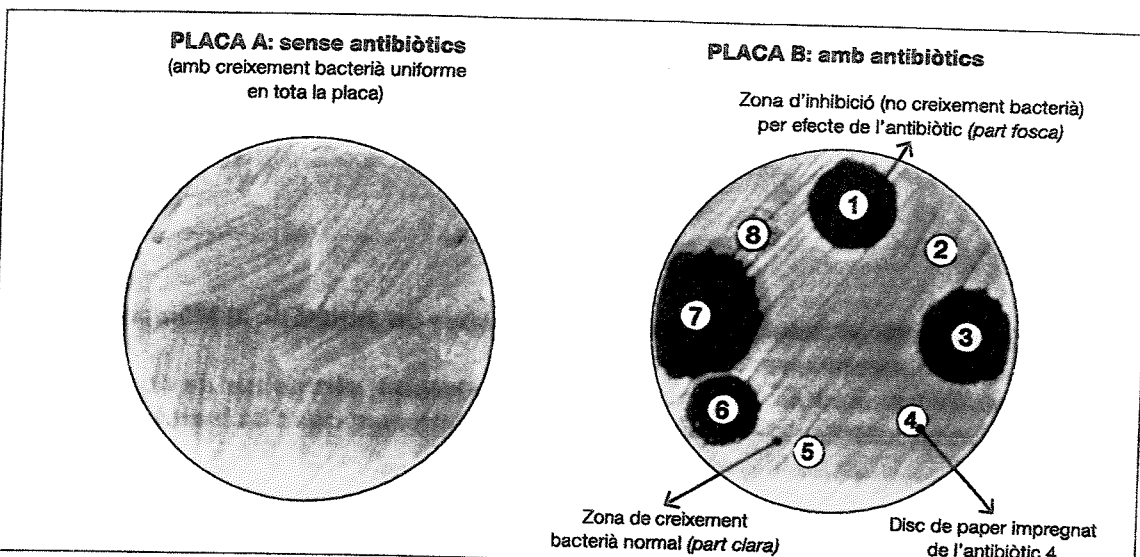 PLACA A: sense antibiòtics
(amb creixement bacterià uniforme
en tota la placa)
PLACA B: amb antibiòtics
Zona d'inhibició (no creixement bacterià)
per efecte de l'antibiòtic (part fosca)
1
2
3
4
5
6
7
8
Zona de creixement
bacterià normal (part clara)
Disc de paper impregnat
de l'antibiòtic 4